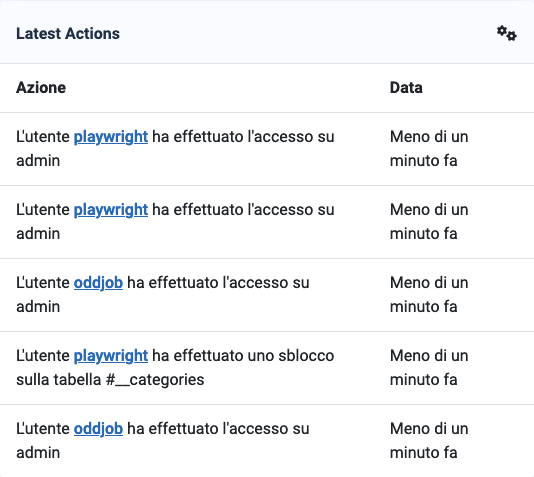 Latest Actions
Azione Data
L'utente playwright ha effettuato l'accesso su Meno di un
admin minuto fa
L'utente playwright ha effettuato l'accesso su Meno di un
admin minuto fa
L'utente oddjob ha effettuato l'accesso su Meno di un
admin minuto fa
L'utente playwright ha effettuato uno sblocco Meno di un
sulla tabella #__categories minuto fa
L'utente oddjob ha effettuato l'accesso su Meno di un
admin minuto fa